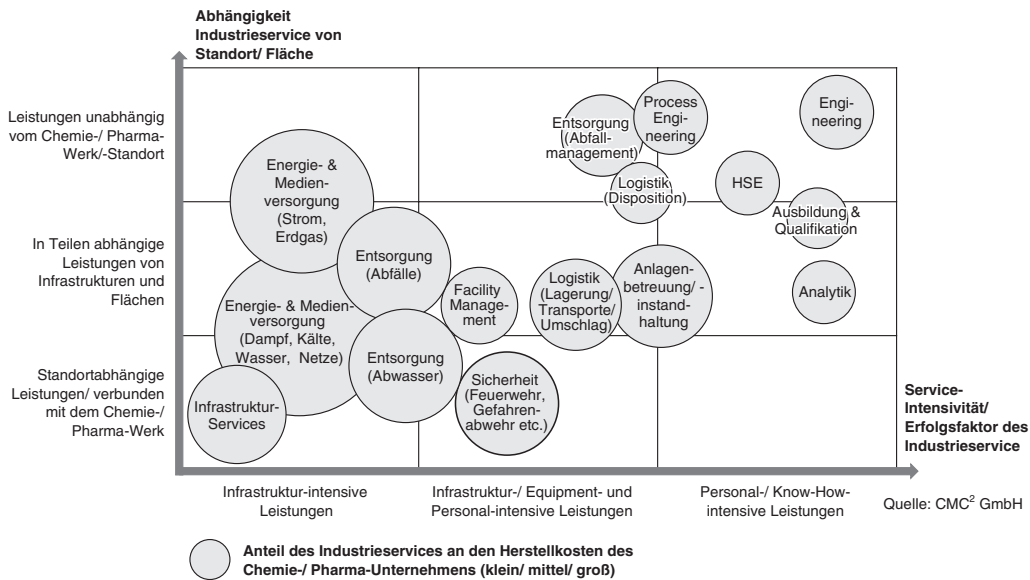 Abhängigkeit
Industrieservice von
Standort/ Fläche
Leistungen unabhängig
vom Chemie-/ Pharma-
Werk/-Standort
In Teilen abhängige
Leistungen von
Infrastrukturen und
Flächen
Standortabhängige
Leistungen/ verbunden
mit dem Chemie-/
Pharma-Werk
Energie- &
Medien-
versorgung
(Strom,
Erdgas)
Entsorgung
(Abfall-
management)
Process
Engi-
neering
Engi-
neering
Logistik
(Disposition)
HSE
Ausbildung &
Qualifikation
Entsorgung
(Abfälle)
Energie- & Medien-
versorgung
(Dampf, Kälte,
Wasser, Netze)
Facility
Manage-
ment
Logistik
(Lagerung/
Transporte/
Umschlag)
Anlagen-
betreuung/ -
instand-
haltung
Analytik
Entsorgung
(Abwasser)
Infrastruktur-
Services
Sicherheit
(Feuerwehr,
Gefahren-
abwehr etc.)
Service-
Intensivität/
Erfolgsfaktor des
Industrieservice
Infrastruktur-intensive
Leistungen
Infrastruktur-/ Equipment- und
Personal-intensive Leistungen
Personal-/ Know-How-
intensive Leistungen
Quelle: CMC² GmbH
Anteil des Industrieservices an den Herstellkosten des
Chemie-/ Pharma-Unternehmens (klein/ mittel/ groß)